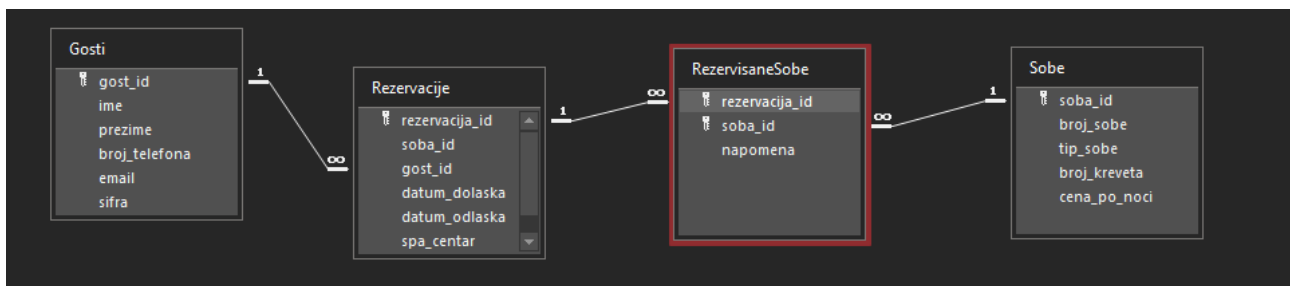 Gosti
gost_id
ime
prezime
broj_telefona
email
sifra
1
∞
Rezervacije
rezervacija_id
soba_id
gost_id
datum_dolaska
datum_odlaska
spa_centar
1
∞
RezervisaneSobe
rezervacija_id
soba_id
napomena
∞
1
Sobe
soba_id
broj_sobe
tip_sobe
broj_kreveta
cena_po_noci